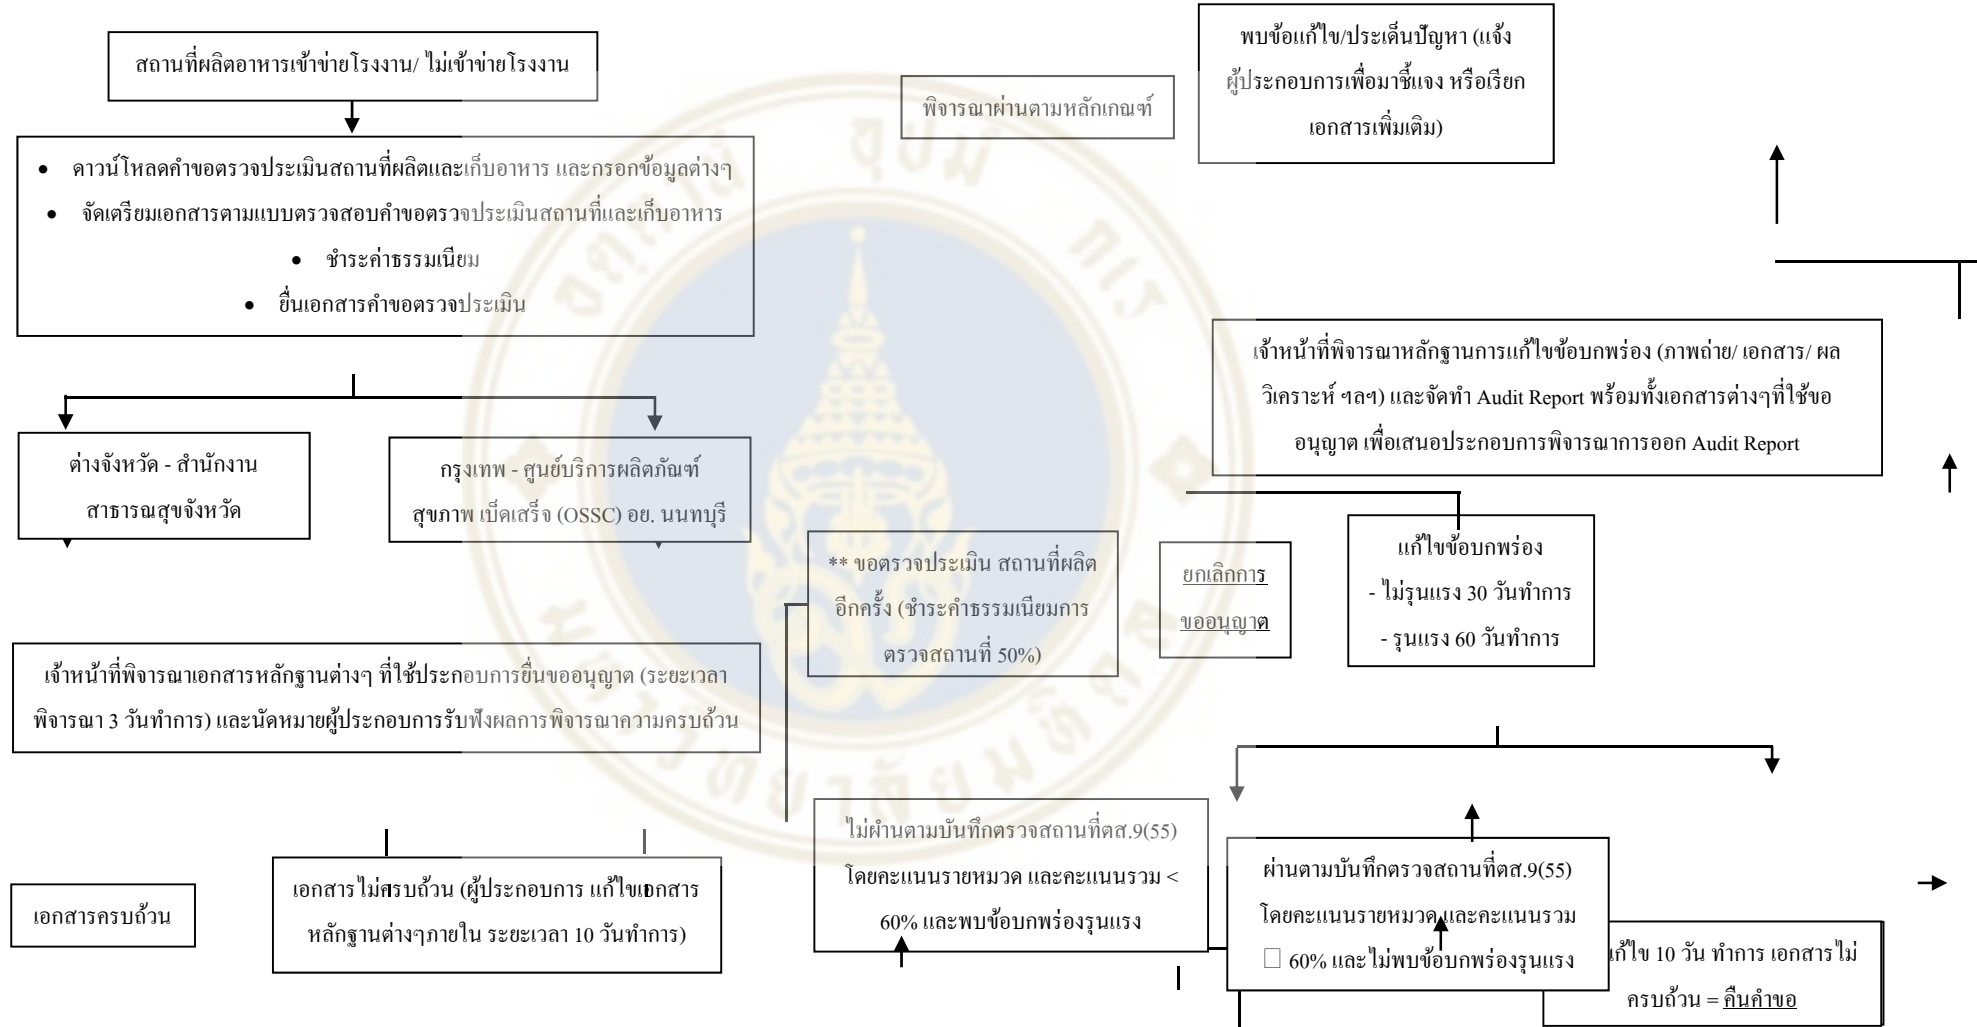 สถานที่ผลิตอาหารเข้าข่ายโรงงาน/ ไม่เข้าข่ายโรงงาน
• ดาวน์โหลดคำขอตรวจประเมินสถานที่ผลิตและเก็บอาหาร และกรอกข้อมูลต่างๆ
• จัดเตรียมเอกสารตามแบบตรวจสอบคำขอตรวจประเมินสถานที่และเก็บอาหาร
• ชำระค่าธรรมเนียม
• ยื่นเอกสารคำขอตรวจประเมิน
ต่างจังหวัด - สำนักงาน
สาธารณสุขจังหวัด
กรุงเทพ - ศูนย์บริการผลิตภัณฑ์
สุขภาพ เบ็ดเสร็จ (OSSC) อย. นนทบุรี
เจ้าหน้าที่พิจารณาเอกสารหลักฐานต่างๆ ที่ใช้ประกอบการยื่นขออนุญาต (ระยะเวลา
พิจารณา 3 วันทำการ) และนัดหมายผู้ประกอบการรับฟังผลการพิจารณาความครบถ้วน
เอกสารครบถ้วน
เอกสารไม่ครบถ้วน (ผู้ประกอบการ แก้ไขเอกสาร
หลักฐานต่างๆภายใน ระยะเวลา 10 วันทำการ)
พิจารณาผ่านตามหลักเกณฑ์
พบข้อแก้ไข/ประเด็นปัญหา (แจ้ง
ผู้ประกอบการเพื่อมาชี้แจง หรือเรียก
เอกสารเพิ่มเติม)
เจ้าหน้าที่พิจารณาหลักฐานการแก้ไขข้อบกพร่อง (ภาพถ่าย/ เอกสาร/ ผล
วิเคราะห์ ฯลฯ) และจัดทำ Audit Report พร้อมทั้งเอกสารต่างๆที่ใช้ขอ
อนุญาต เพื่อเสนอประกอบการพิจารณาการออก Audit Report
** ขอตรวจประเมิน สถานที่ผลิต
อีกครั้ง (ชำระคำธรรมเนียมการ
ตรวจสถานที่ 50%)
ยกเลิกการ
ขออนุญาต
แก้ไขข้อบกพร่อง
- ไม่รุนแรง 30 วันทำการ
- รุนแรง 60 วันทำการ
ไม่ผ่านตามบันทึกตรวจสถานที่ตส.9(55)
โดยคะแนนรายหมวด และคะแนนรวม <
60% และพบข้อบกพร่องรุนแรง
ผ่านตามบันทึกตรวจสถานที่ตส.9(55)
โดยคะแนนรายหมวด และคะแนนรวม
□ 60% และไม่พบข้อบกพร่องรุนแรง
แก้ไข 10 วัน ทำการ เอกสารไม่
ครบถ้วน = คืนคำขอ
อตฺตานํ อุปมํ กเร
มหาวิทยาลัยมหิดล